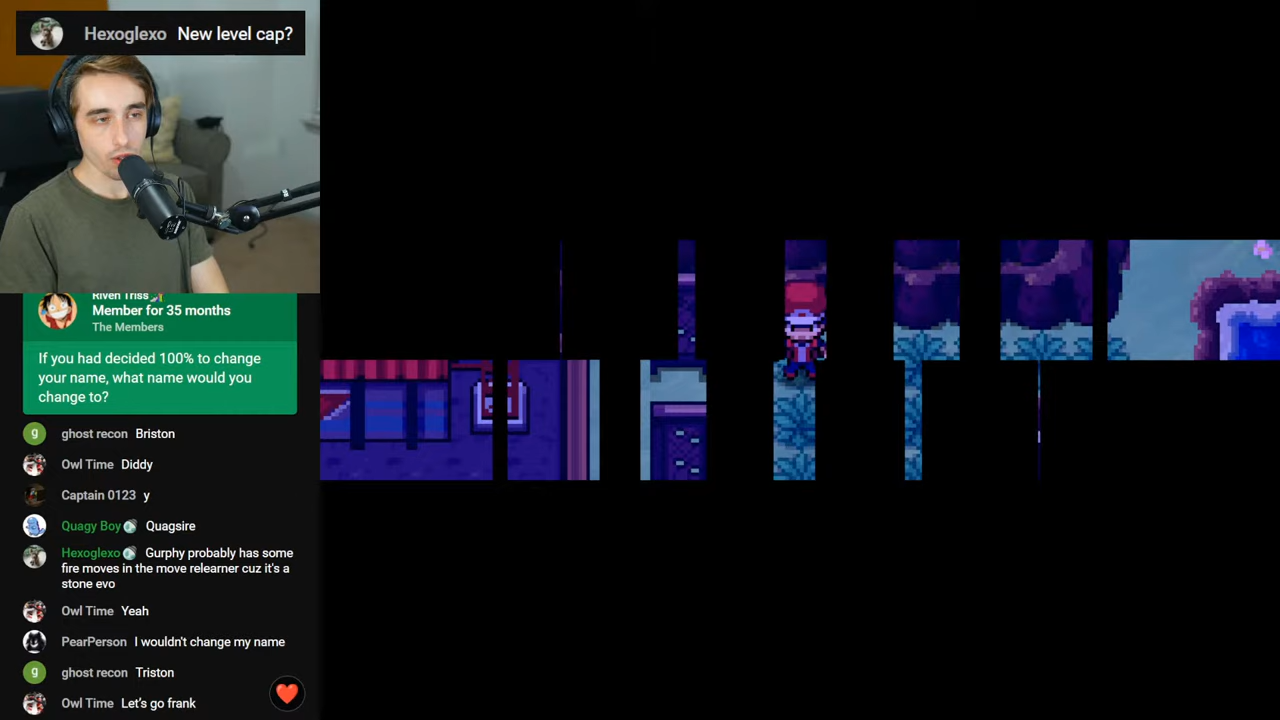 Hexoglexo New level cap?
Riven Triss
Member for 35 months
The Members
If you had decided 100% to change
your name, what name would you
change to?
g ghost recon Briston
Owl Time Diddy
Captain 0123 y
Quagy Boy Quagsire
Hexoglexo Gurphy probably has some
fire moves in the move relearner cuz it's a
stone evo
Owl Time Yeah
PearPerson I wouldn't change my name
g ghost recon Triston
Owl Time Let's go frank